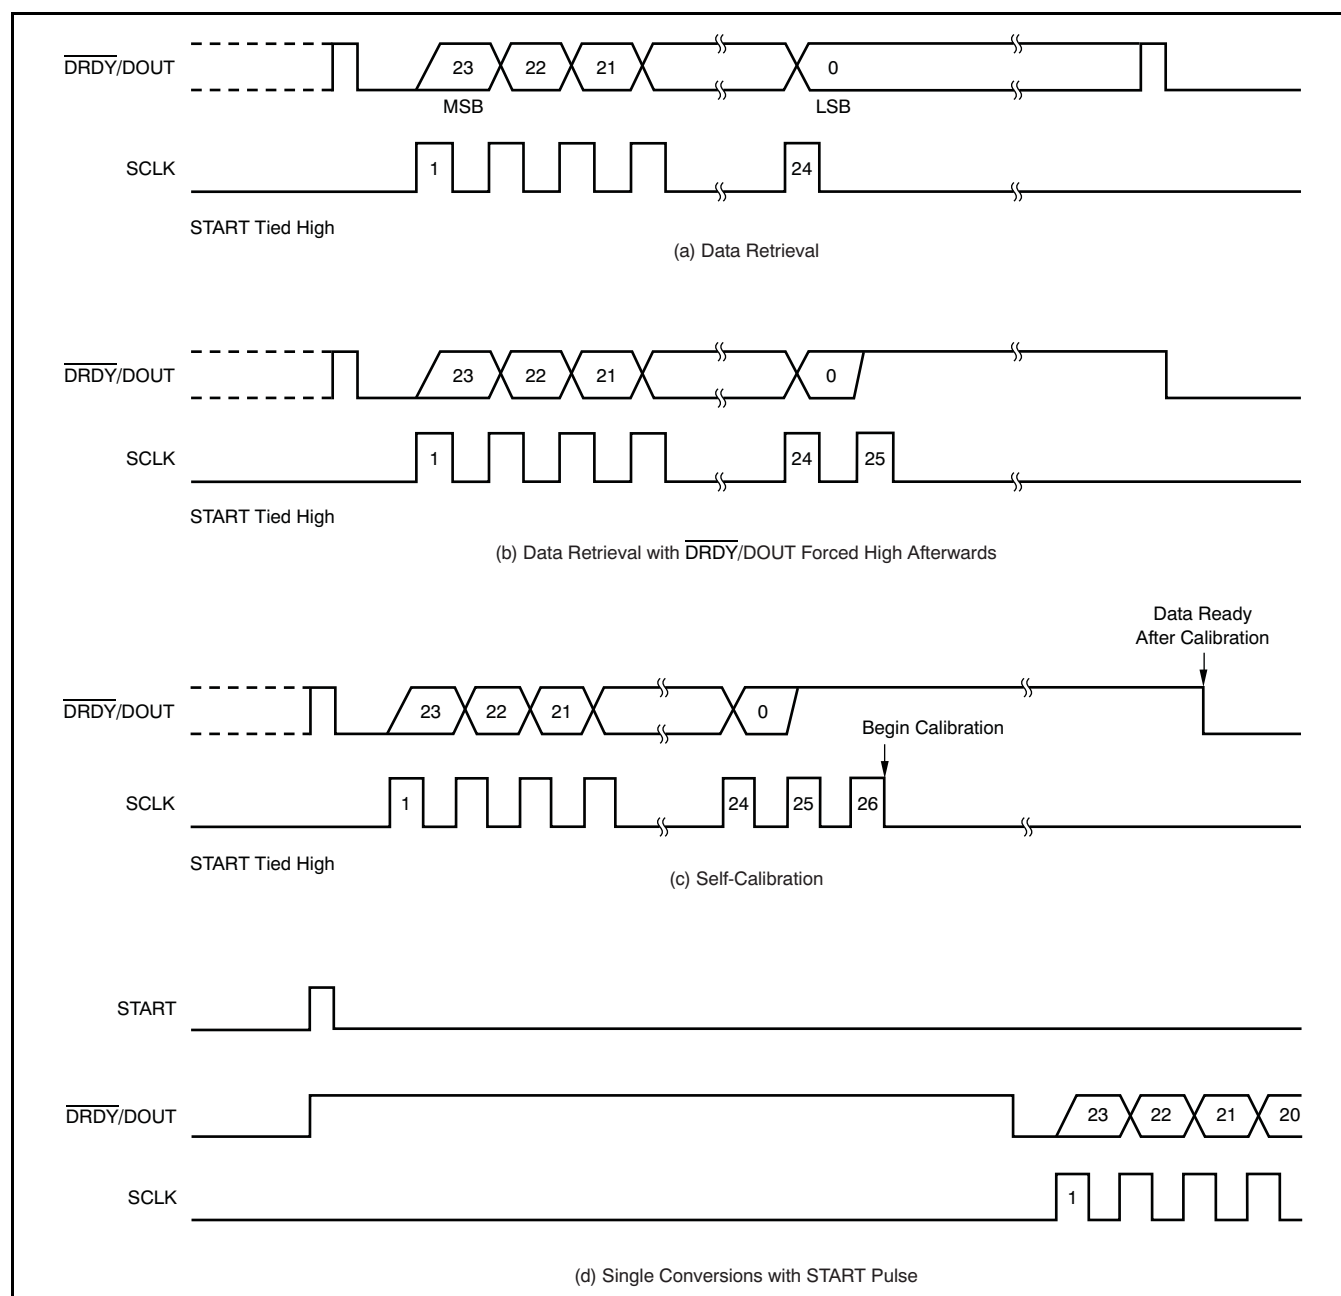 DRDY/DOUT 23 22 21 0
MSB LSB
SCLK 1 24
START Tied High
(a) Data Retrieval
DRDY/DOUT 23 22 21 0
SCLK 1 24 25
START Tied High
(b) Data Retrieval with DRDY/DOUT Forced High Afterwards
Data Ready
After Calibration
DRDY/DOUT 23 22 21 0
Begin Calibration
SCLK 1 24 25 26
START Tied High
(c) Self-Calibration
START
DRDY/DOUT 23 22 21 20
SCLK 1
(d) Single Conversions with START Pulse